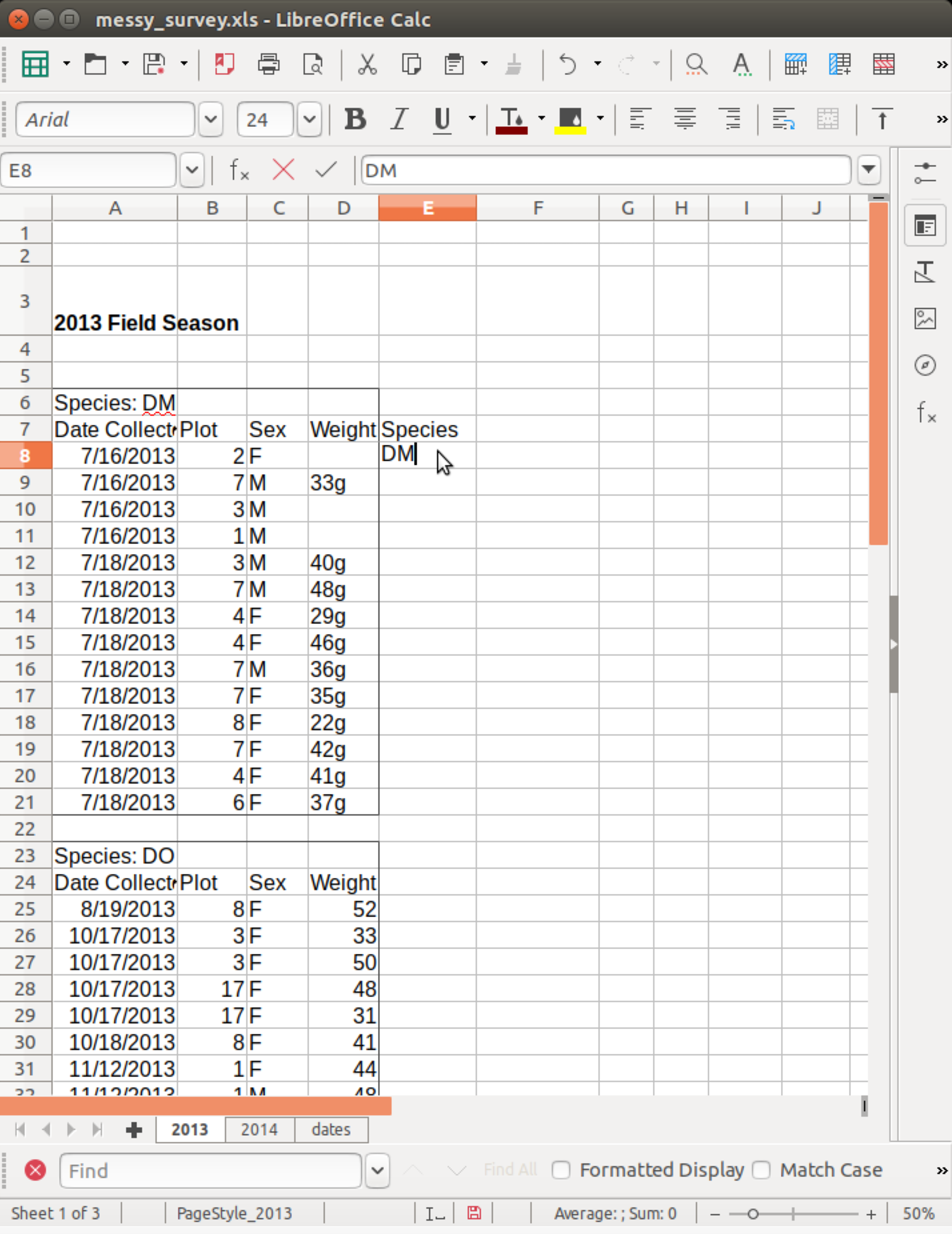 messy_survey.xls - LibreOffice Calc
Arial 24 B I U T
E8 fx DM
A B C D E F G H I J
1
2
3 2013 Field Season
4
5
6 Species: DM
7 Date Collect Plot Sex Weight Species
8 7/16/2013 2 F DM
9 7/16/2013 7 M 33g
10 7/16/2013 3 M
11 7/16/2013 1 M
12 7/18/2013 3 M 40g
13 7/18/2013 7 M 48g
14 7/18/2013 4 F 29g
15 7/18/2013 4 F 46g
16 7/18/2013 7 M 36g
17 7/18/2013 7 F 35g
18 7/18/2013 8 F 22g
19 7/18/2013 7 F 42g
20 7/18/2013 4 F 41g
21 7/18/2013 6 F 37g
22
23 Species: DO
24 Date Collect Plot Sex Weight
25 8/19/2013 8 F 52
26 10/17/2013 3 F 33
27 10/17/2013 3 F 50
28 10/17/2013 17 F 48
29 10/17/2013 17 F 31
30 10/18/2013 8 F 41
31 11/12/2013 1 F 44
32 11/12/2013 1 M 48
2013 2014 dates
Find Find All Formatted Display Match Case
Sheet 1 of 3 PageStyle_2013 Average: ; Sum: 0 50%